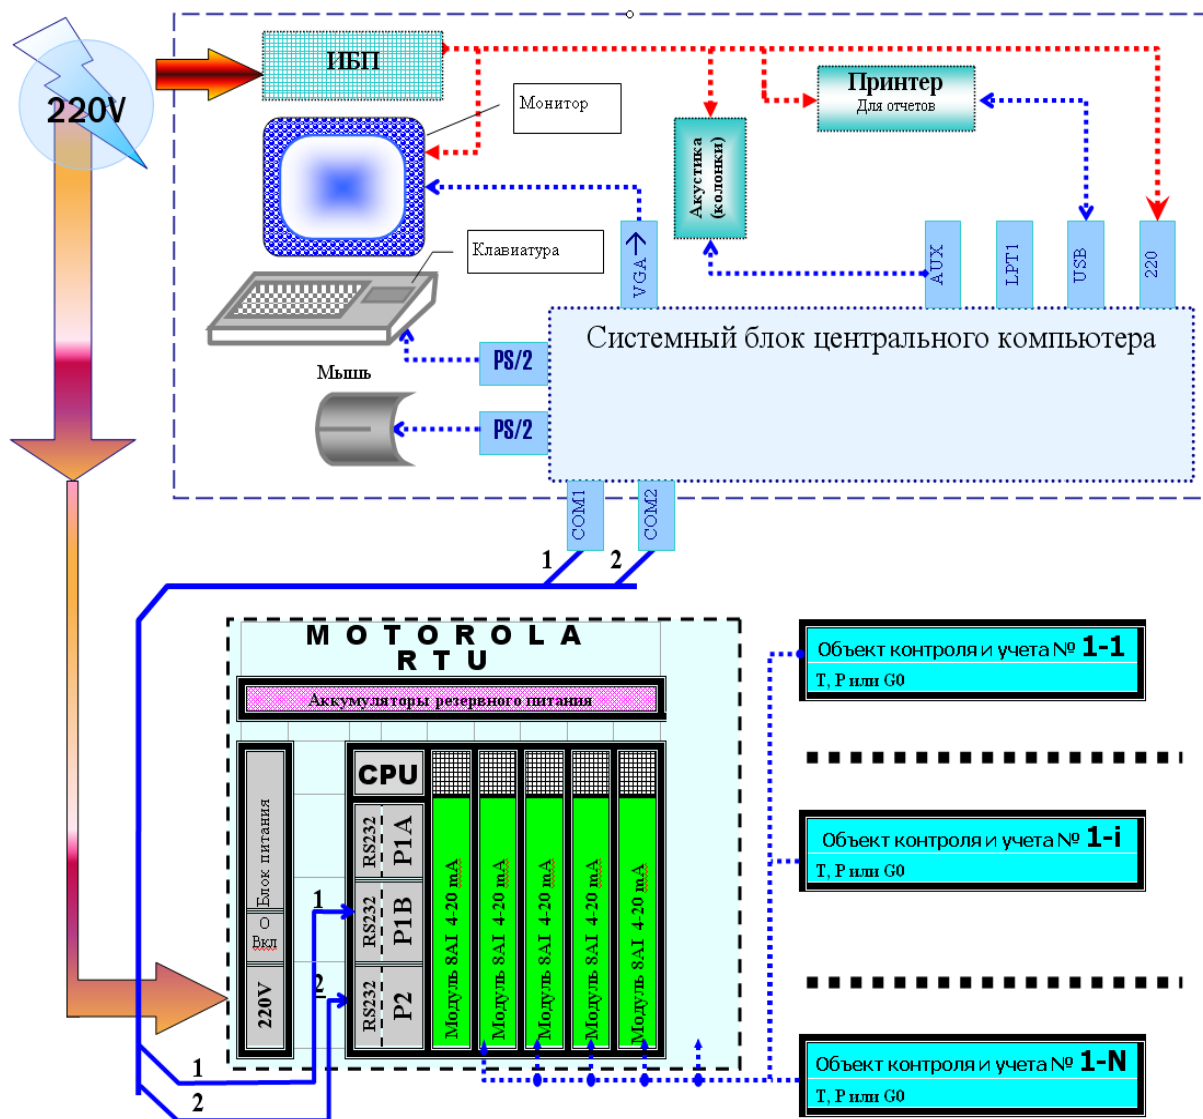 220V
ИБП
Монитор
Принтер
Для отчетов
Акустика
(колонки)
Клавиатура
VGA
AUX
LPT1
USB
220
Системный блок центрального компьютера
PS/2
Мышь
PS/2
COM1
COM2
1
2
MOTOROLA
RTU
Аккумуляторы резервного питания
Блок питания
О
Вкл
220V
CPU
RS232
P1A
RS232
P1B
RS232
P2
Модуль 8AI 4-20 mA
Модуль 8AI 4-20 mA
Модуль 8AI 4-20 mA
Модуль 8AI 4-20 mA
Модуль 8AI 4-20 mA
1
2
1
2
Объект контроля и учета № 1-1
Т, Р или G0
Объект контроля и учета № 1-i
Т, Р или G0
Объект контроля и учета № 1-N
Т, Р или G0